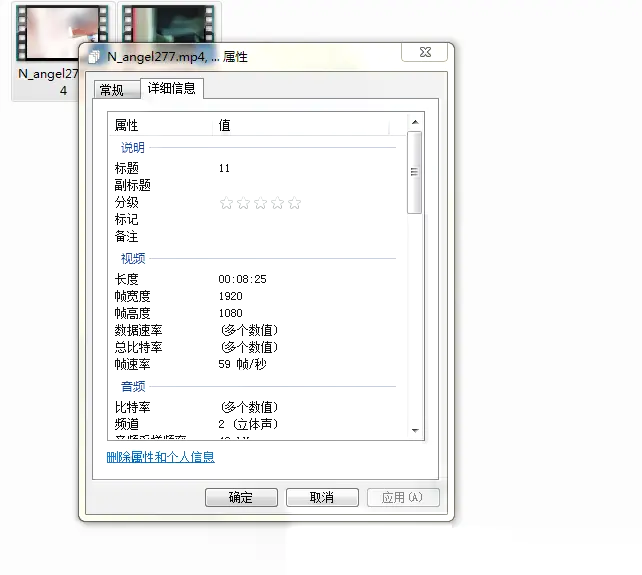 N_angel27
4
N_angel277.mp4, ... 属性
常规 详细信息
属性 值
说明
标题 11
副标题
分级
标记
备注
视频
长度 00:08:25
帧宽度 1920
帧高度 1080
数据速率 (多个数值)
总比特率 (多个数值)
帧速率 59 帧/秒
音频
比特率 (多个数值)
频道 2 (立体声)
删除属性和个人信息
确定 取消 应用(A)